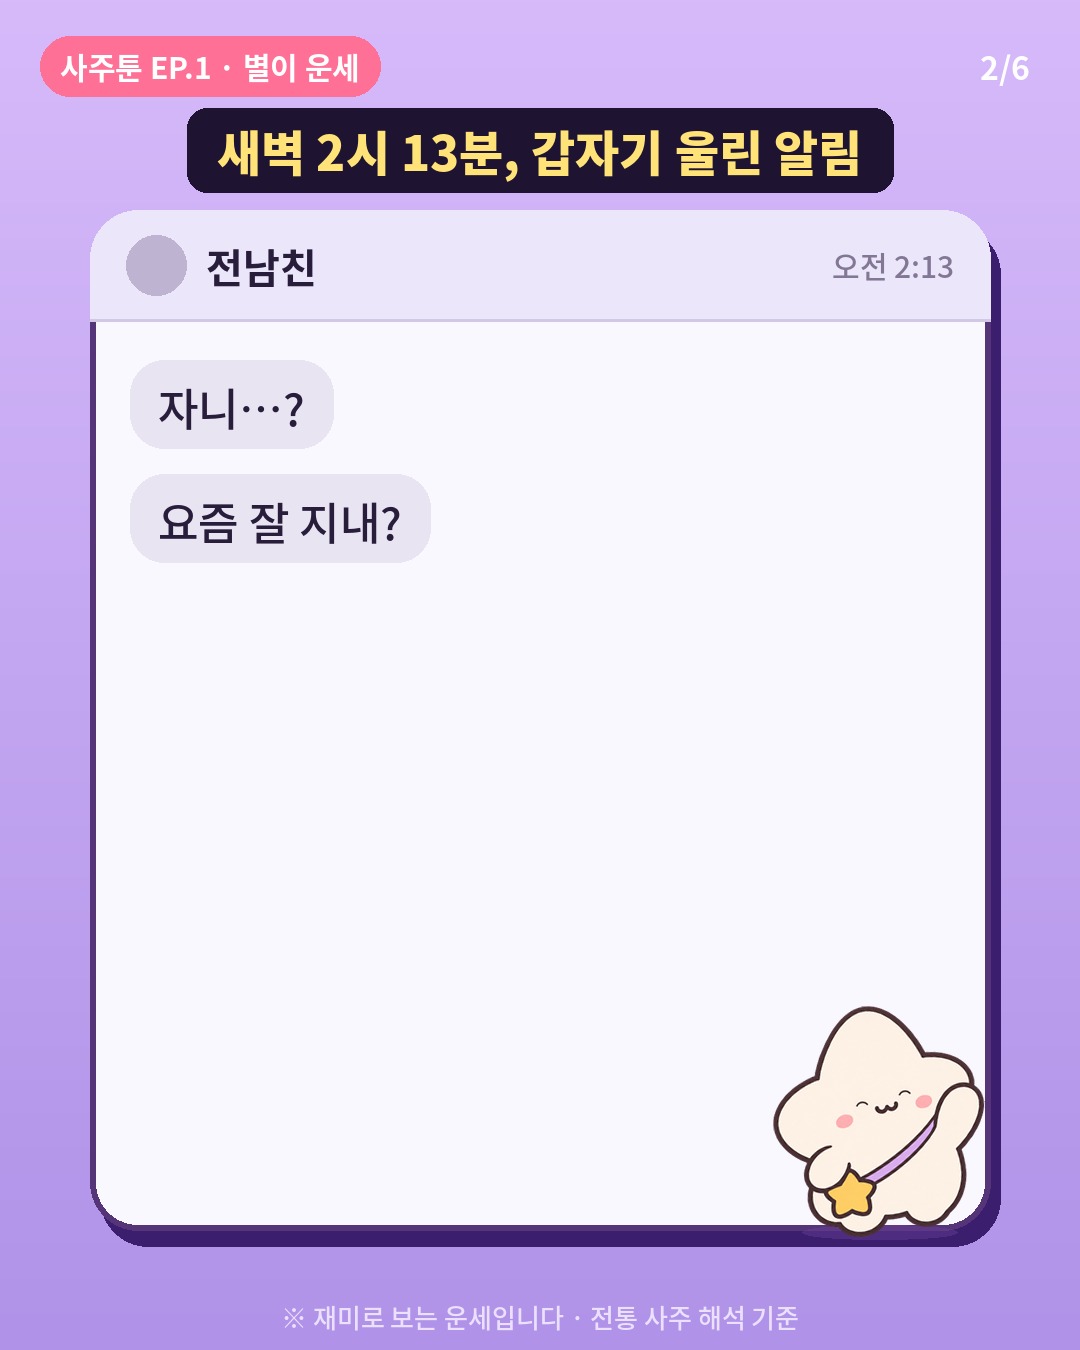 사주툰 EP.1 · 별이 운세
2/6
새벽 2시 13분, 갑자기 울린 알림
전남친
오전 2:13
자니…?
요즘 잘 지내?
※ 재미로 보는 운세입니다 · 전통 사주 해석 기준